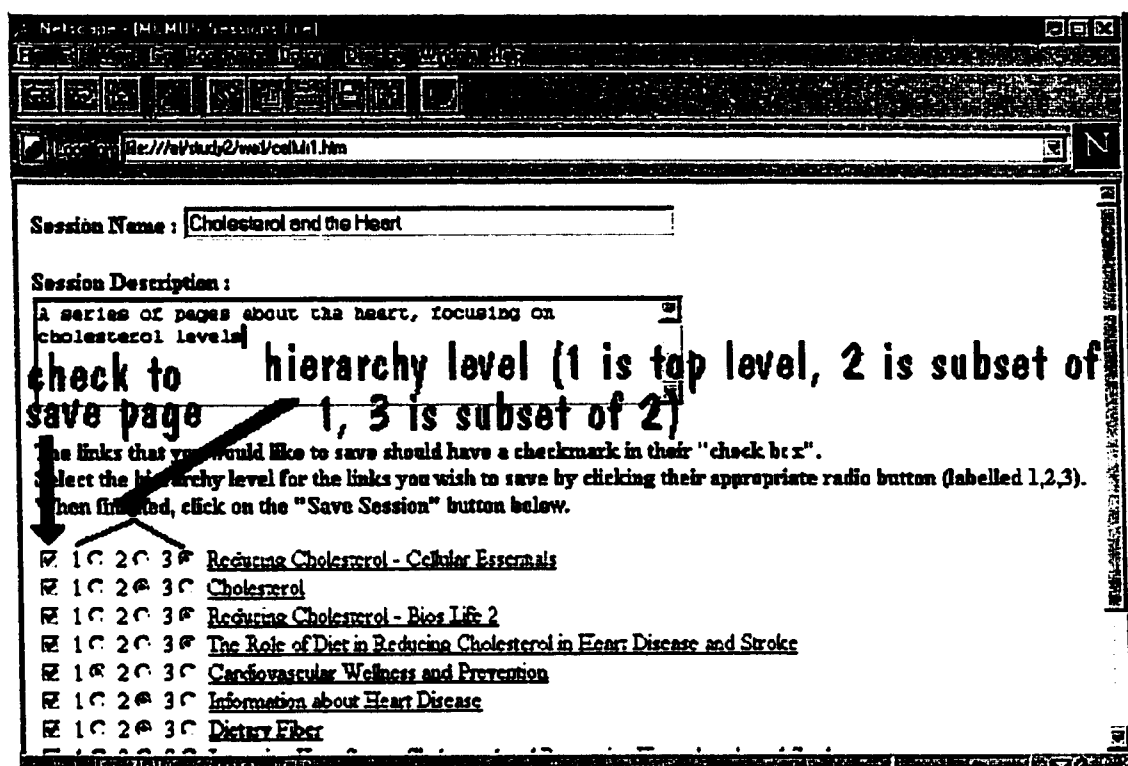 Netscape - [MEMOS Sessions File]
Location: file:///a|/study2/wall/cellult1.htm
N
Session Name : Cholesterol and the Heart
Session Description :
A series of pages about the heart, focusing on
cholesterol levels
check to hierarchy level (1 is top level, 2 is subset of
save page 1, 3 is subset of 2)
The links that you would like to save should have a checkmark in their "check box".
Select the hierarchy level for the links you wish to save by clicking their appropriate radio button (labelled 1,2,3).
When finished, click on the "Save Session" button below.
1 2 3 Reducing Cholesterol - Cellular Essentials
1 2 3 Cholesterol
1 2 3 Reducing Cholesterol - Bios Life 2
1 2 3 The Role of Diet in Reducing Cholesterol in Heart Disease and Stroke
1 2 3 Cardiovascular Wellness and Prevention
1 2 3 Information about Heart Disease
1 2 3 Dietary Fiber